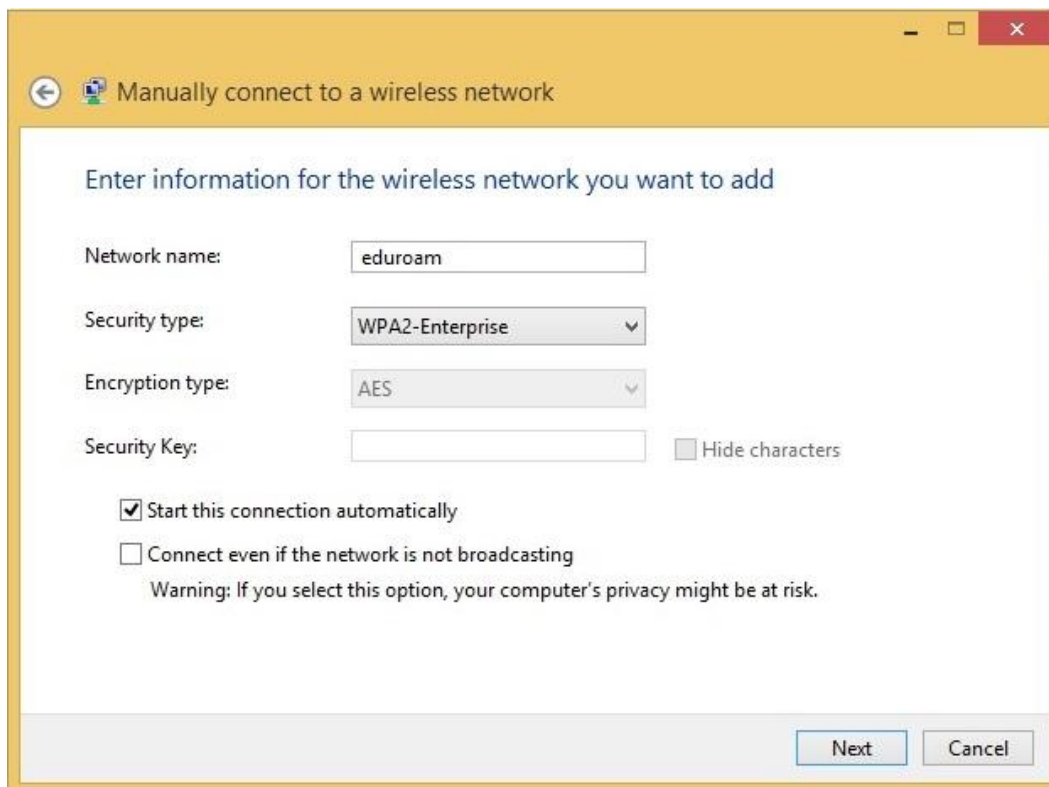 Manually connect to a wireless network
Enter information for the wireless network you want to add
Network name: eduroam
Security type: WPA2-Enterprise
Encryption type: AES
Security Key: Hide characters
Start this connection automatically
Connect even if the network is not broadcasting
Warning: If you select this option, your computer's privacy might be at risk.
Next Cancel